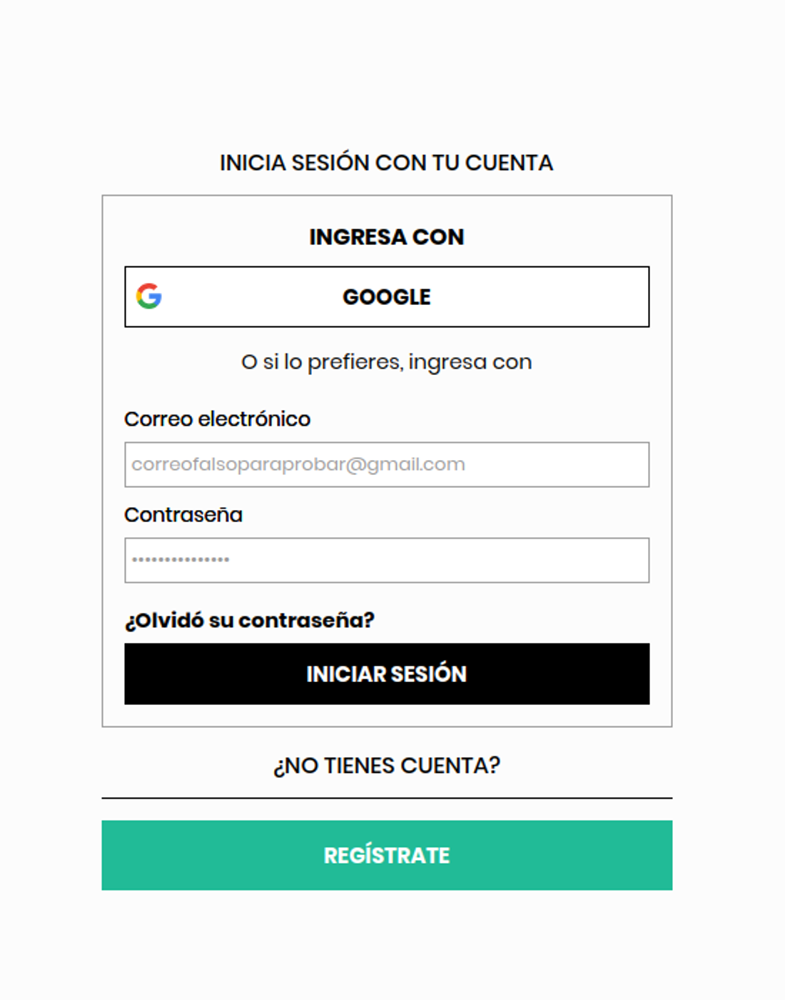 INICIA SESIÓN CON TU CUENTA
INGRESA CON
GOOGLE
O si lo prefieres, ingresa con
Correo electrónico
correofalsoparaprobar@gmail.com
Contraseña
•••••••••••••••
¿Olvidó su contraseña?
INICIAR SESIÓN
¿NO TIENES CUENTA?
REGÍSTRATE